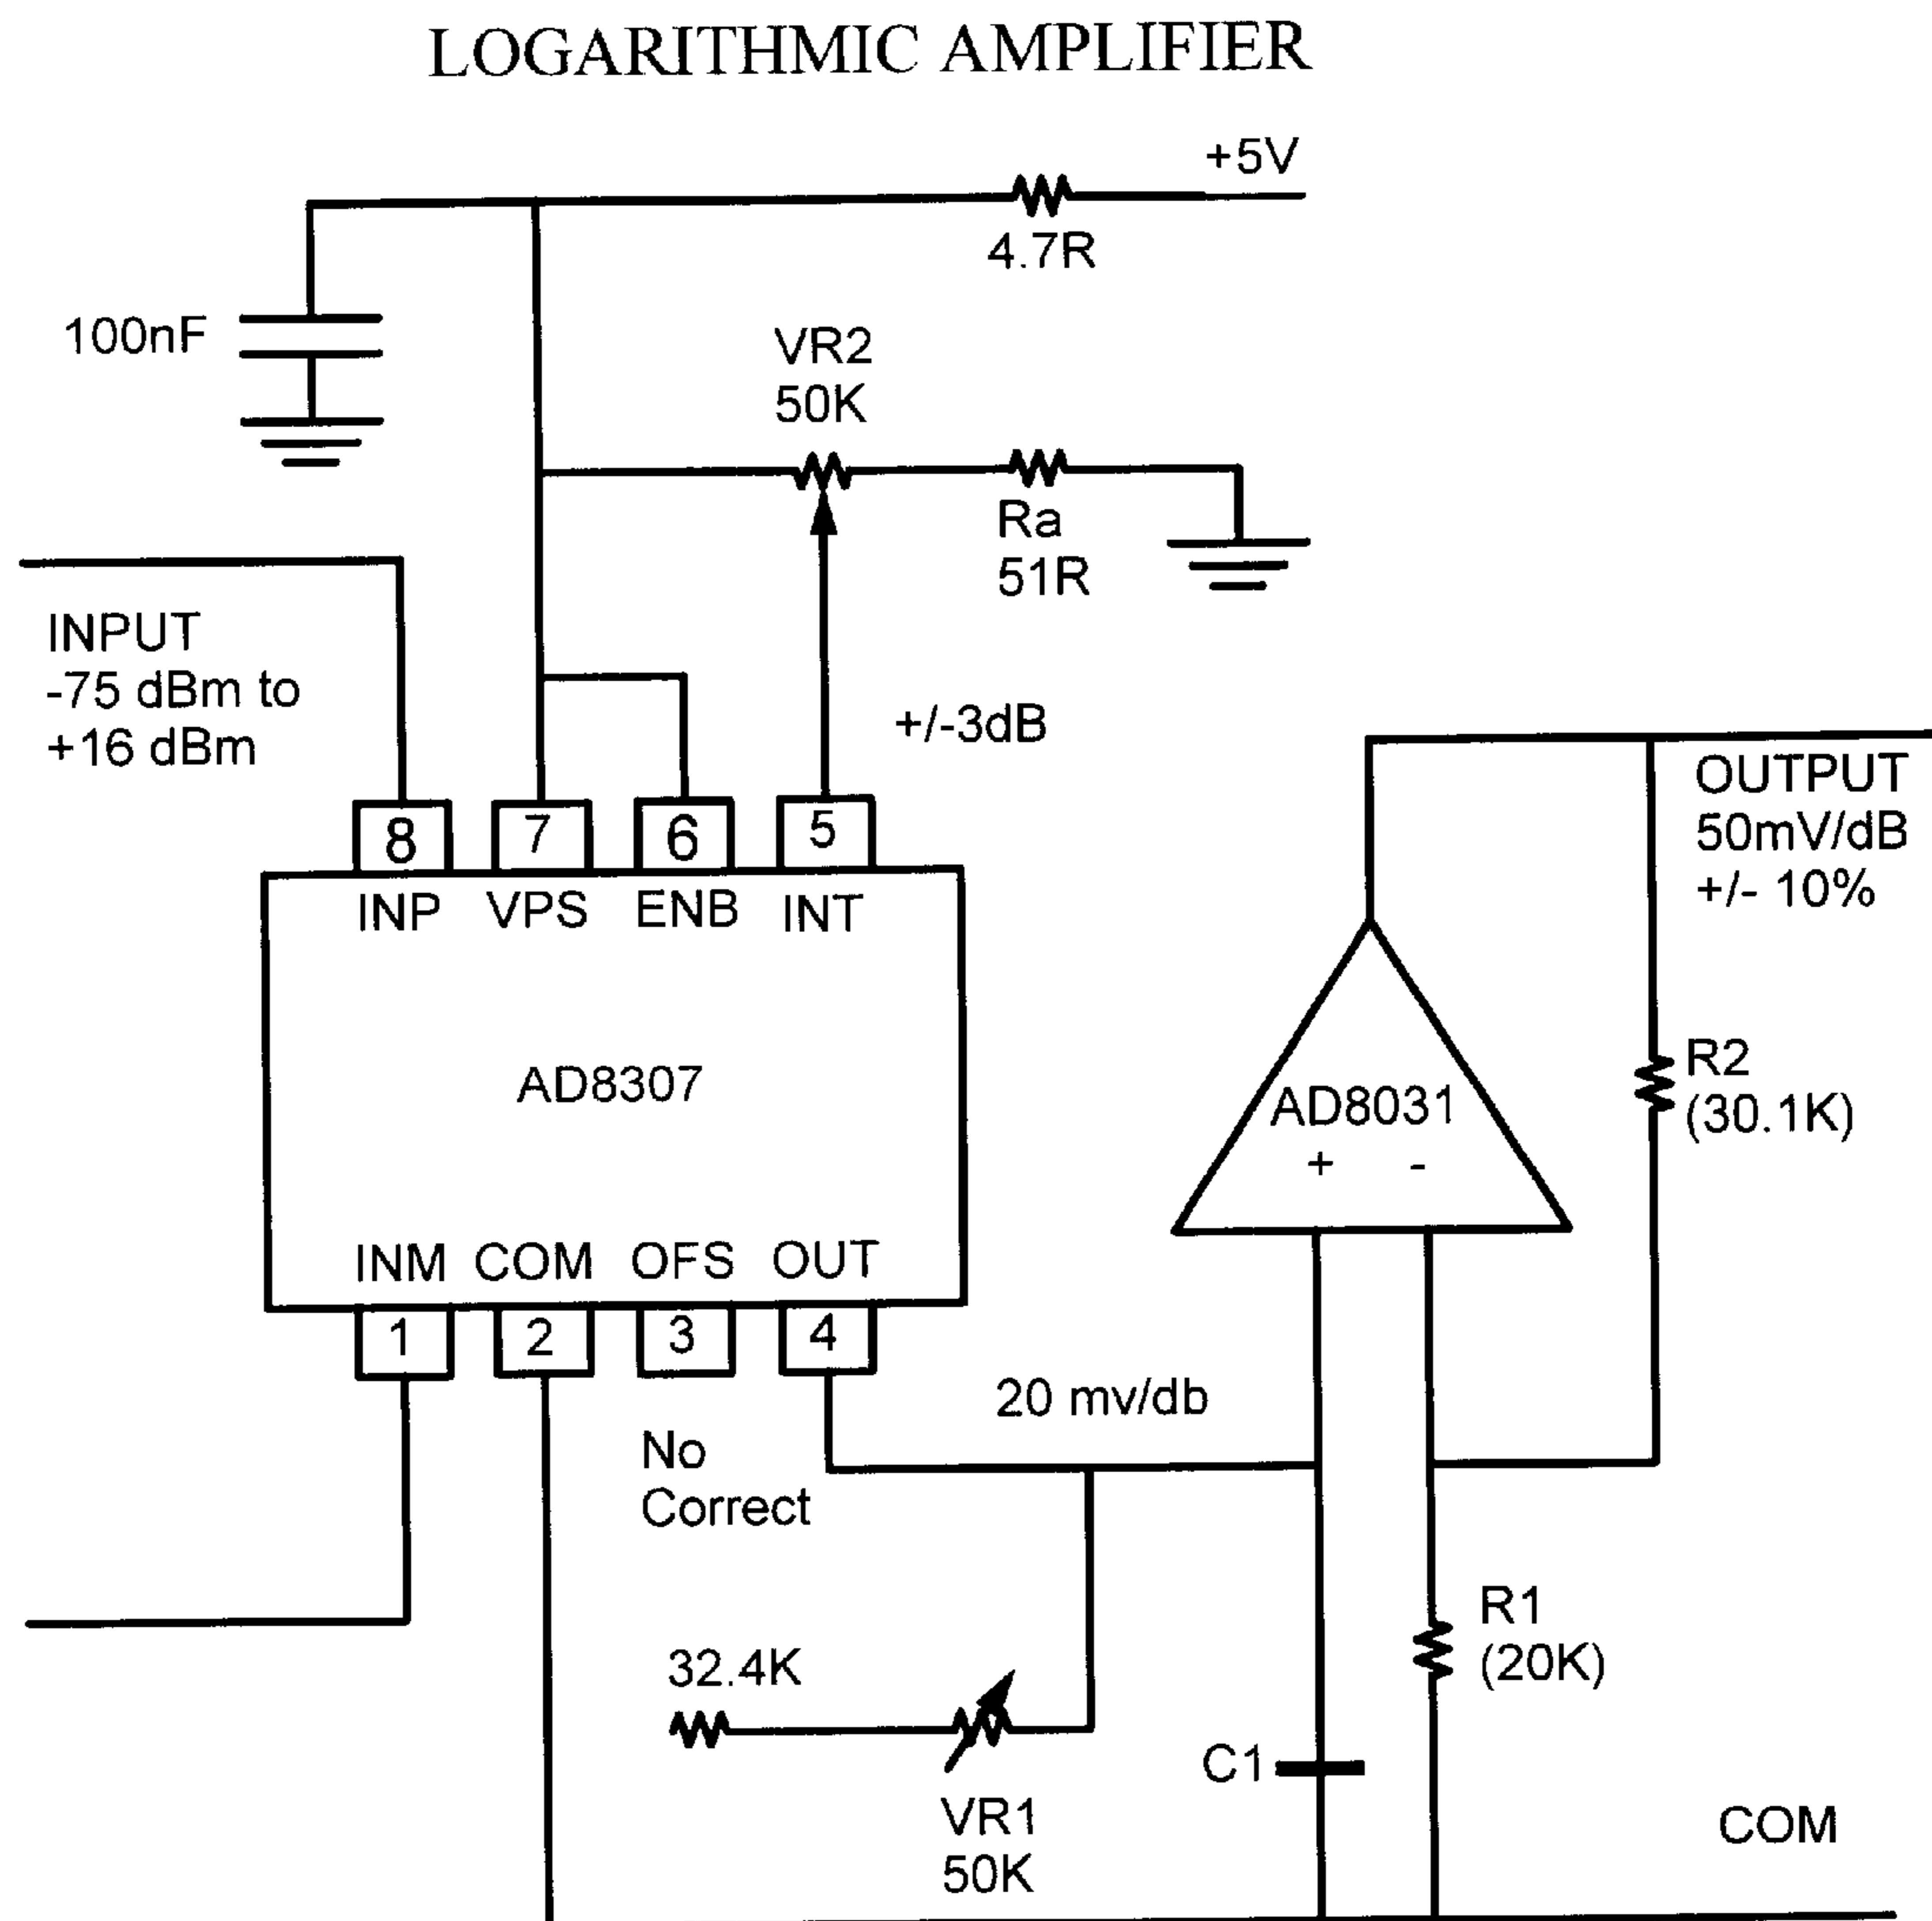 LOGARITHMIC AMPLIFIER
+5V
4.7R
100nF
VR2
50K
Ra
51R
INPUT
-75 dBm to
+16 dBm
+/-3dB
OUTPUT
50mV/dB
+/- 10%
8
7
6
5
INP
VPS
ENB
INT
AD8307
AD8031
+ -
R2
(30.1K)
INM
COM
OFS
OUT
1
2
3
4
20 mv/db
No
Correct
R1
(20K)
32.4K
C1
VR1
50K
COM